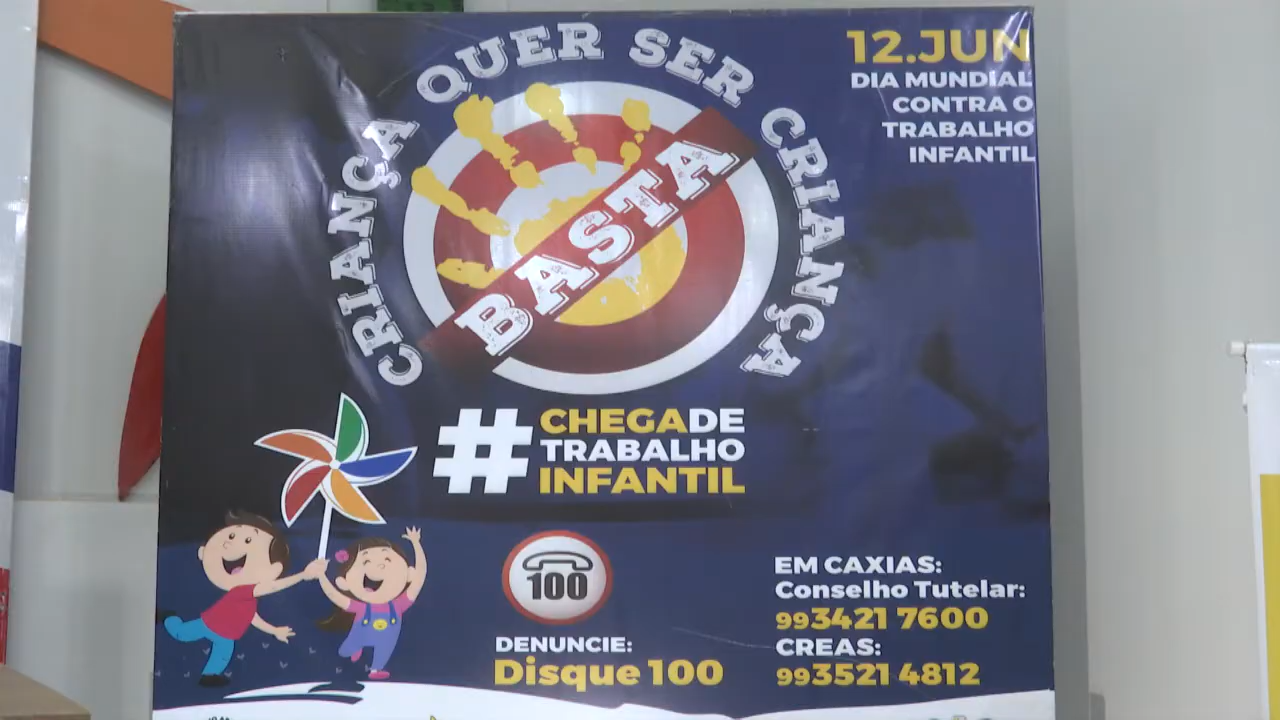 CRIANÇA QUER SER CRIANÇA
BASTA
12.JUN
DIA MUNDIAL
CONTRA O
TRABALHO
INFANTIL
#CHEGADE
TRABALHO
INFANTIL
100
DENUNCIE:
Disque 100
EM CAXIAS:
Conselho Tutelar:
99 3421 7600
CREAS:
99 3521 4812